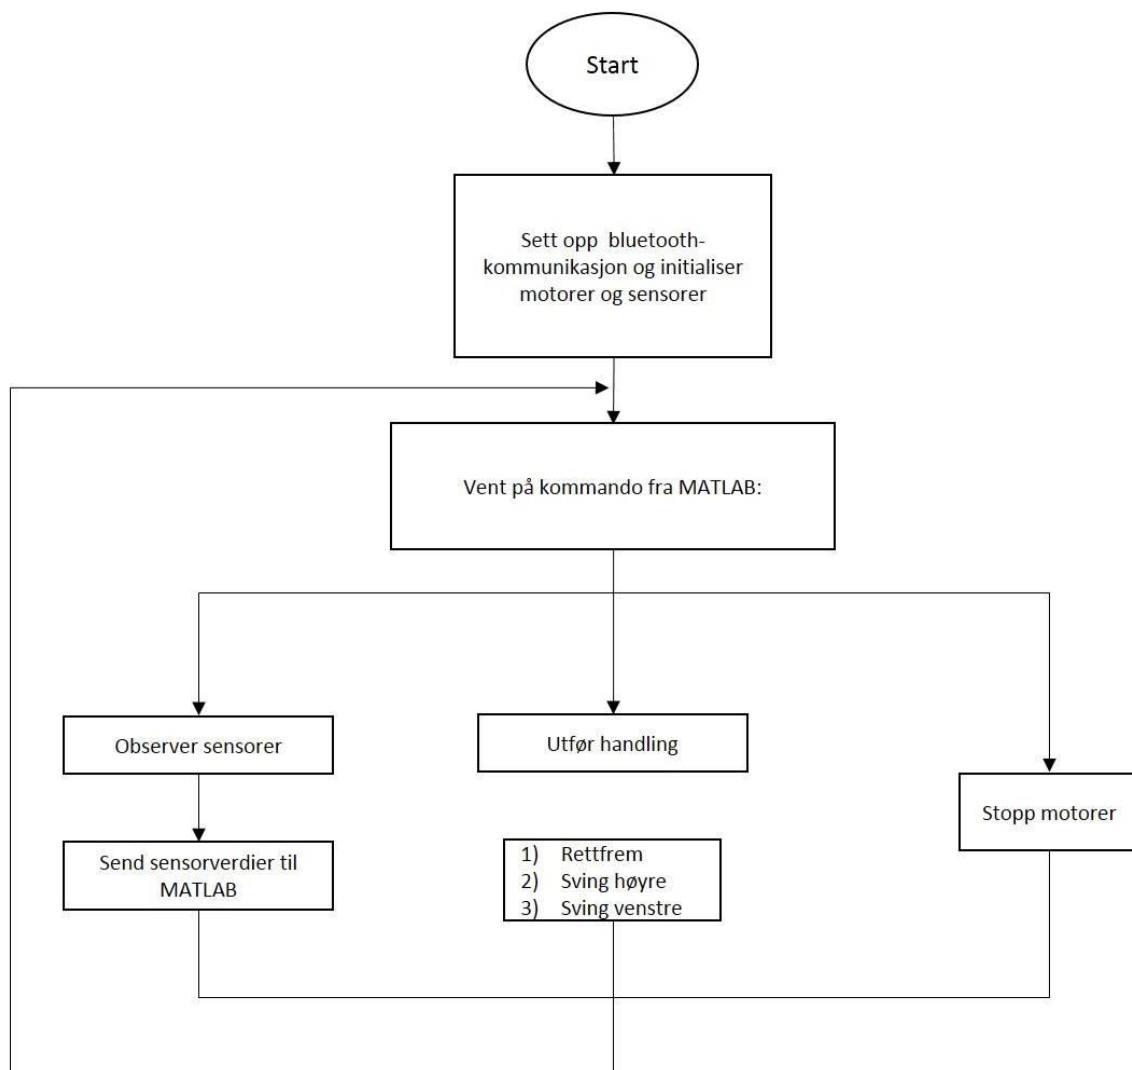 Start
Sett opp  bluetooth-
kommunikasjon og initialiser
motorer og sensorer
Vent på kommando fra MATLAB:
Observer sensorer
Utfør handling
Stopp motorer
Send sensorverdier til
MATLAB
1) Rettfrem
2) Sving høyre
3) Sving venstre